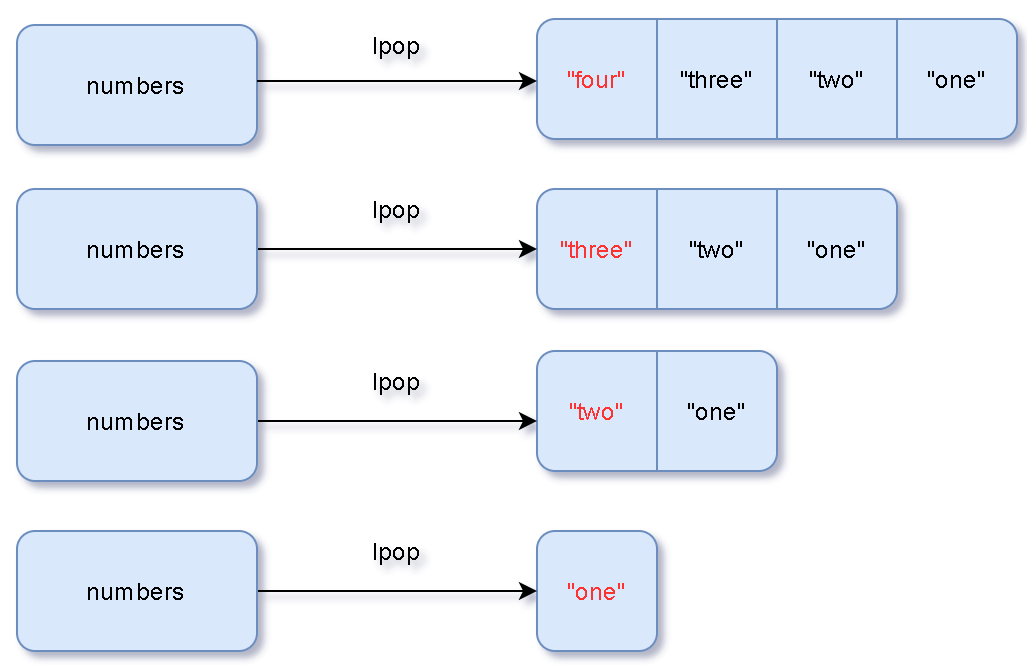 lpop
numbers "four" "three" "two" "one"
lpop
numbers "three" "two" "one"
lpop
numbers "two" "one"
lpop
numbers "one"